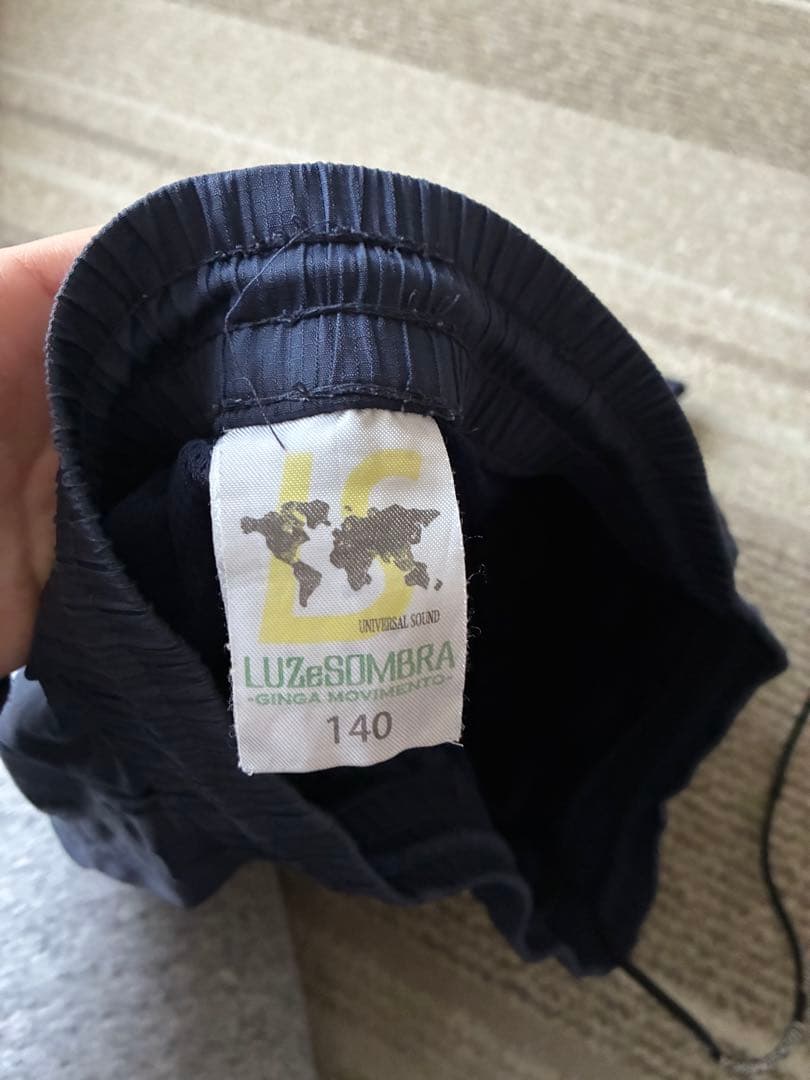 LS
UNIVERSAL SOUND
LUZeSOMBRA
-GINGA MOVIMENTO-
140